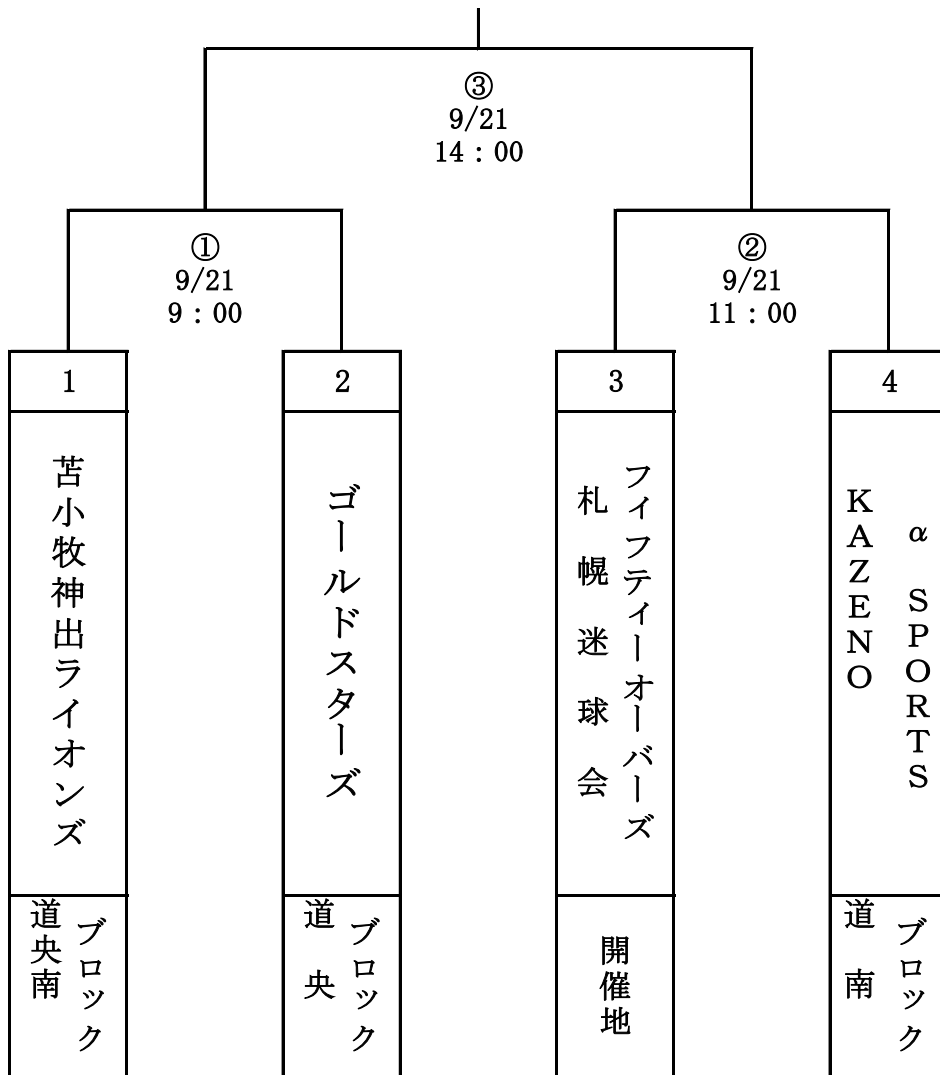 ③
9/21
14：00
①
9/21
9：00
②
9/21
11：00
1
2
3
4
苫小牧神出ライオンズ
ゴールドスターズ
札幌迷球会
フィフティーオーバーズ
KAZENO
α SPORTS
道央南
ブロック
道央
ブロック
開催地
道南
ブロック